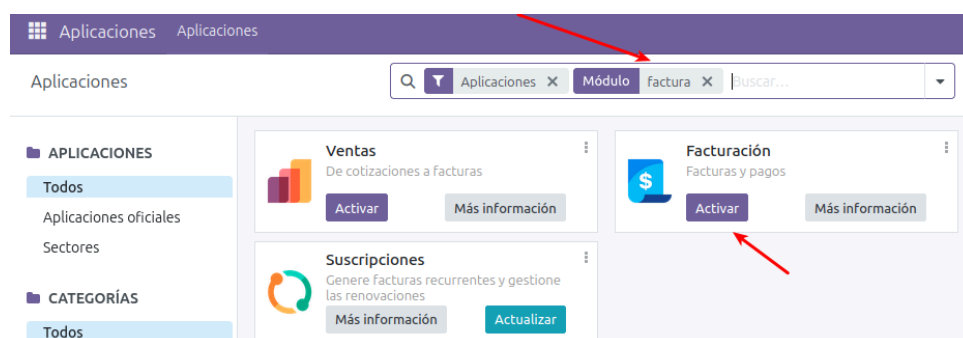 Aplicaciones Aplicaciones
Aplicaciones
Aplicaciones × Módulo factura × Buscar...
APLICACIONES
Todos
Aplicaciones oficiales
Sectores
CATEGORÍAS
Todos
Ventas
De cotizaciones a facturas
Activar Más información
Facturación
Facturas y pagos
Activar Más información
Suscripciones
Genere facturas recurrentes y gestione
las renovaciones
Más información Actualizar